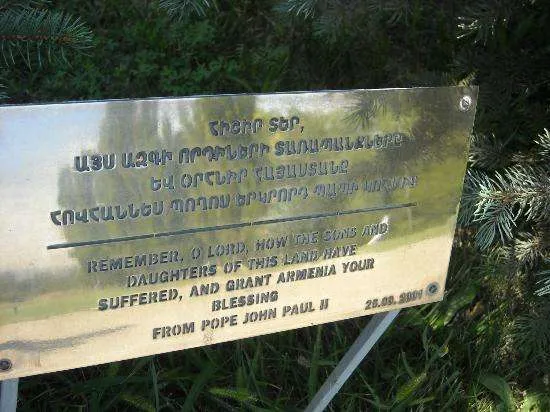 ՀԻՇԻՐ ՏԵՐ,
ԱՅՍ ԱԶԳԻ ՈՐԴԻՆԵՐԻ ՏԱՌԱՊԱՆՔՆԵՐԸ
ԵՎ ՕՐՀՆԻՐ ՀԱՅԱՍՏԱՆԸ
ՀՈՎՀԱՆՆԵՍ ՊՈՂՈՍ ԵՐԿՐՈՐԴ ՊԱՊԻ
REMEMBER, O LORD, HOW THE SONS AND
DAUGHTERS OF THIS LAND HAVE
SUFFERED, AND GRANT ARMENIA YOUR
BLESSING
FROM POPE JOHN PAUL II 26.09.2001